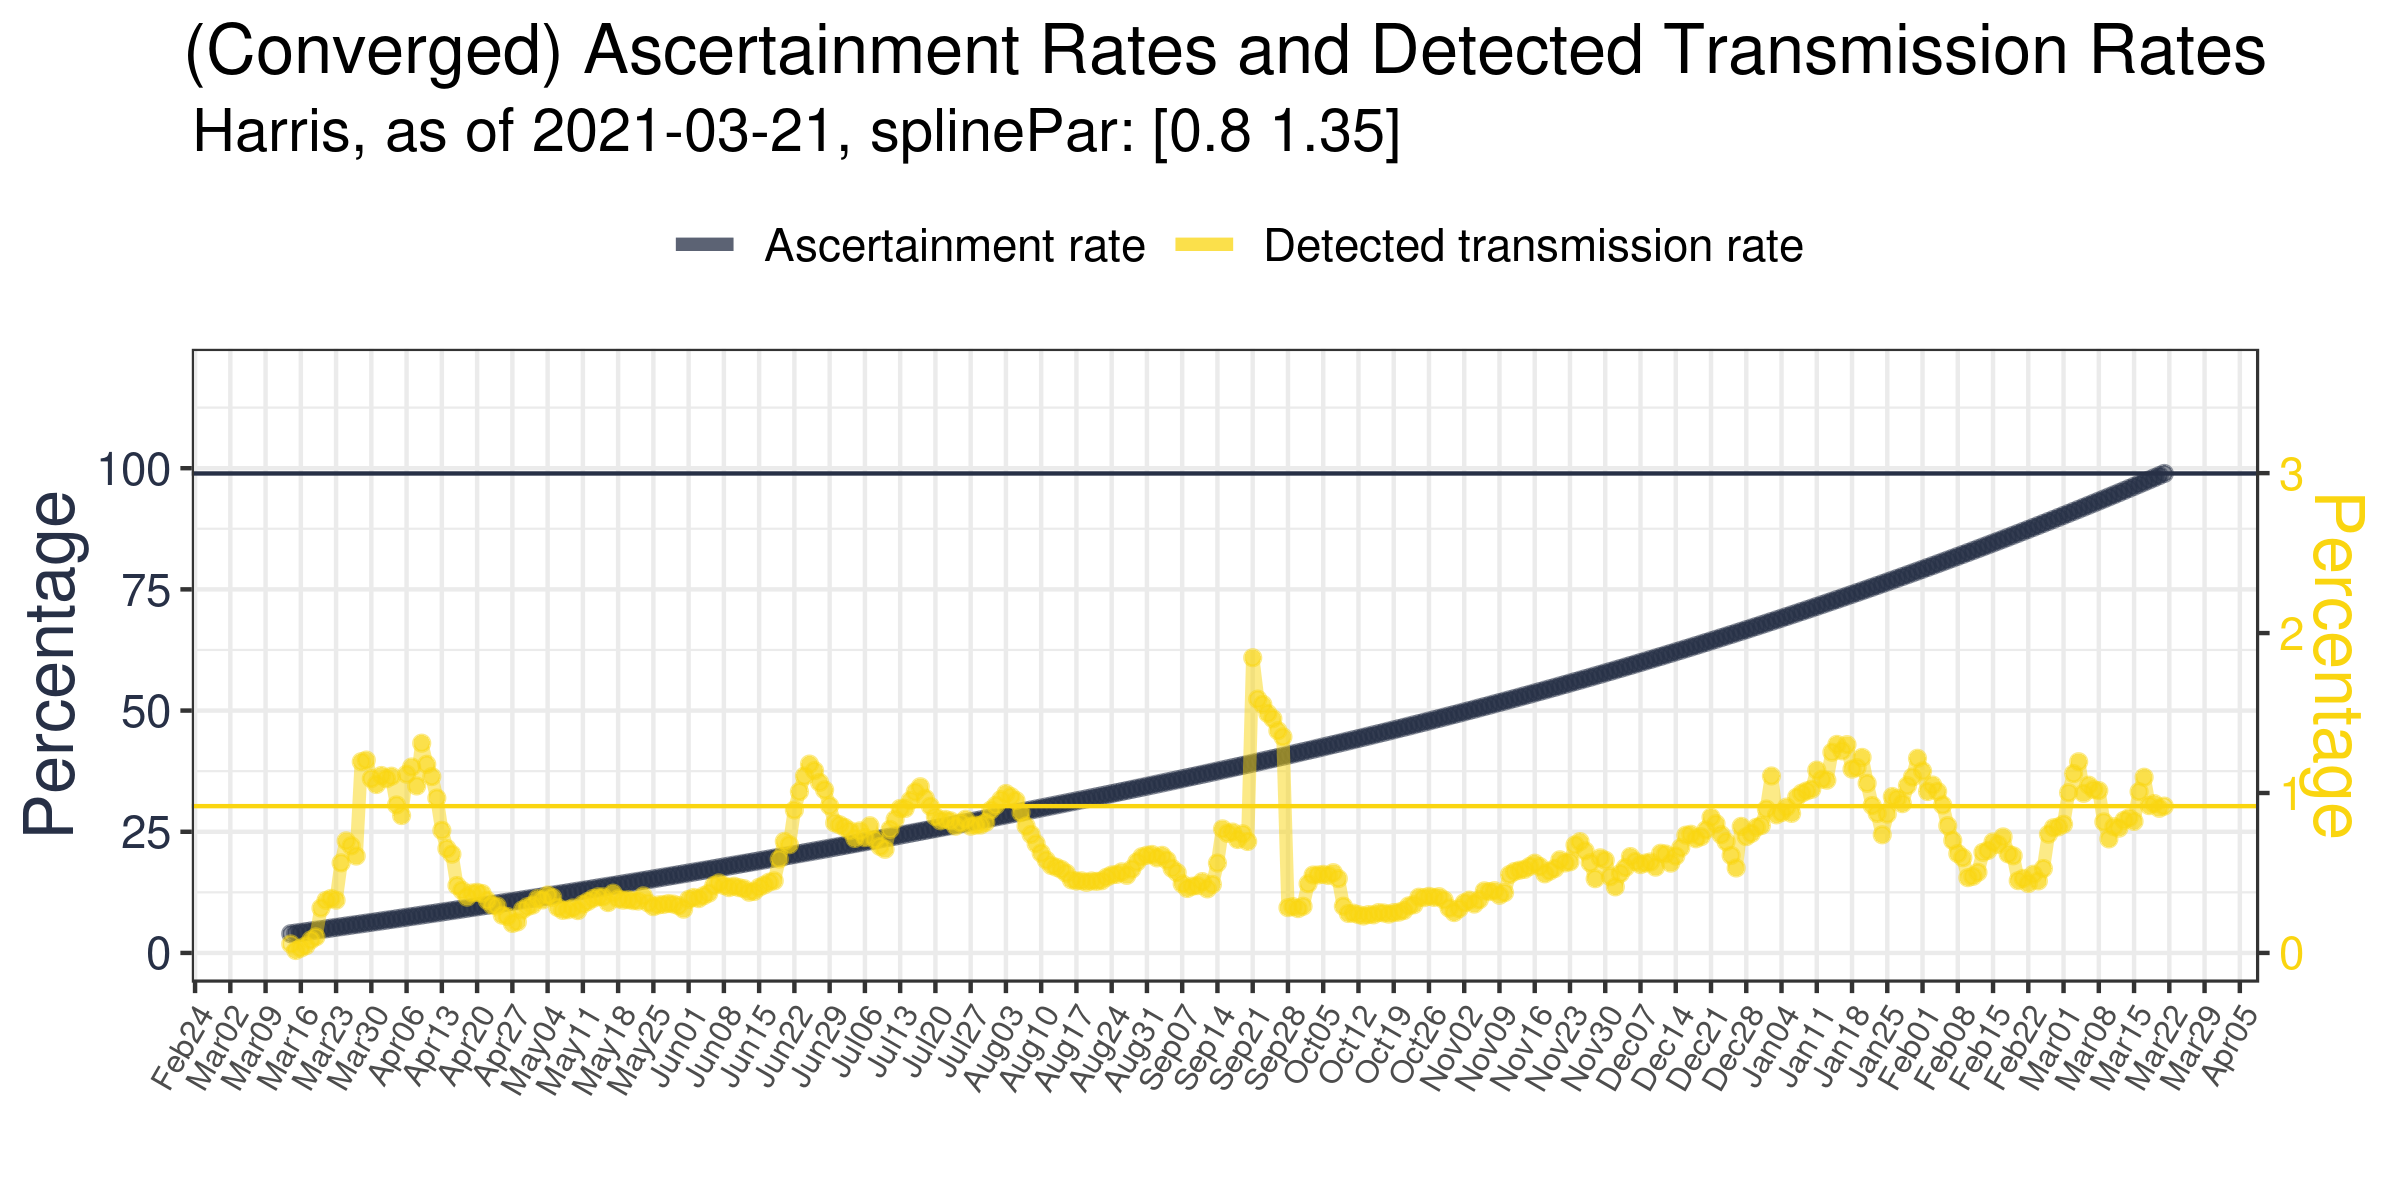 (Converged) Ascertainment Rates and Detected Transmission Rates
Harris, as of 2021-03-21, splinePar: [0.8 1.35]
Ascertainment rate Detected transmission rate
Percentage
100
75
50
25
0
3
2
1
0
Percentage
Feb24 Mar02 Mar09 Mar16 Mar23 Mar30 Apr06 Apr13 Apr20 Apr27 May04 May11 May18 May25 Jun01 Jun08 Jun15 Jun22 Jun29 Jul06 Jul13 Jul20 Jul27 Aug03 Aug10 Aug17 Aug24 Aug31 Sep07 Sep14 Sep21 Sep28 Oct05 Oct12 Oct19 Oct26 Nov02 Nov09 Nov16 Nov23 Nov30 Dec07 Dec14 Dec21 Dec28 Jan04 Jan11 Jan18 Jan25 Feb01 Feb08 Feb15 Feb22 Mar01 Mar08 Mar15 Mar22 Mar29 Apr05